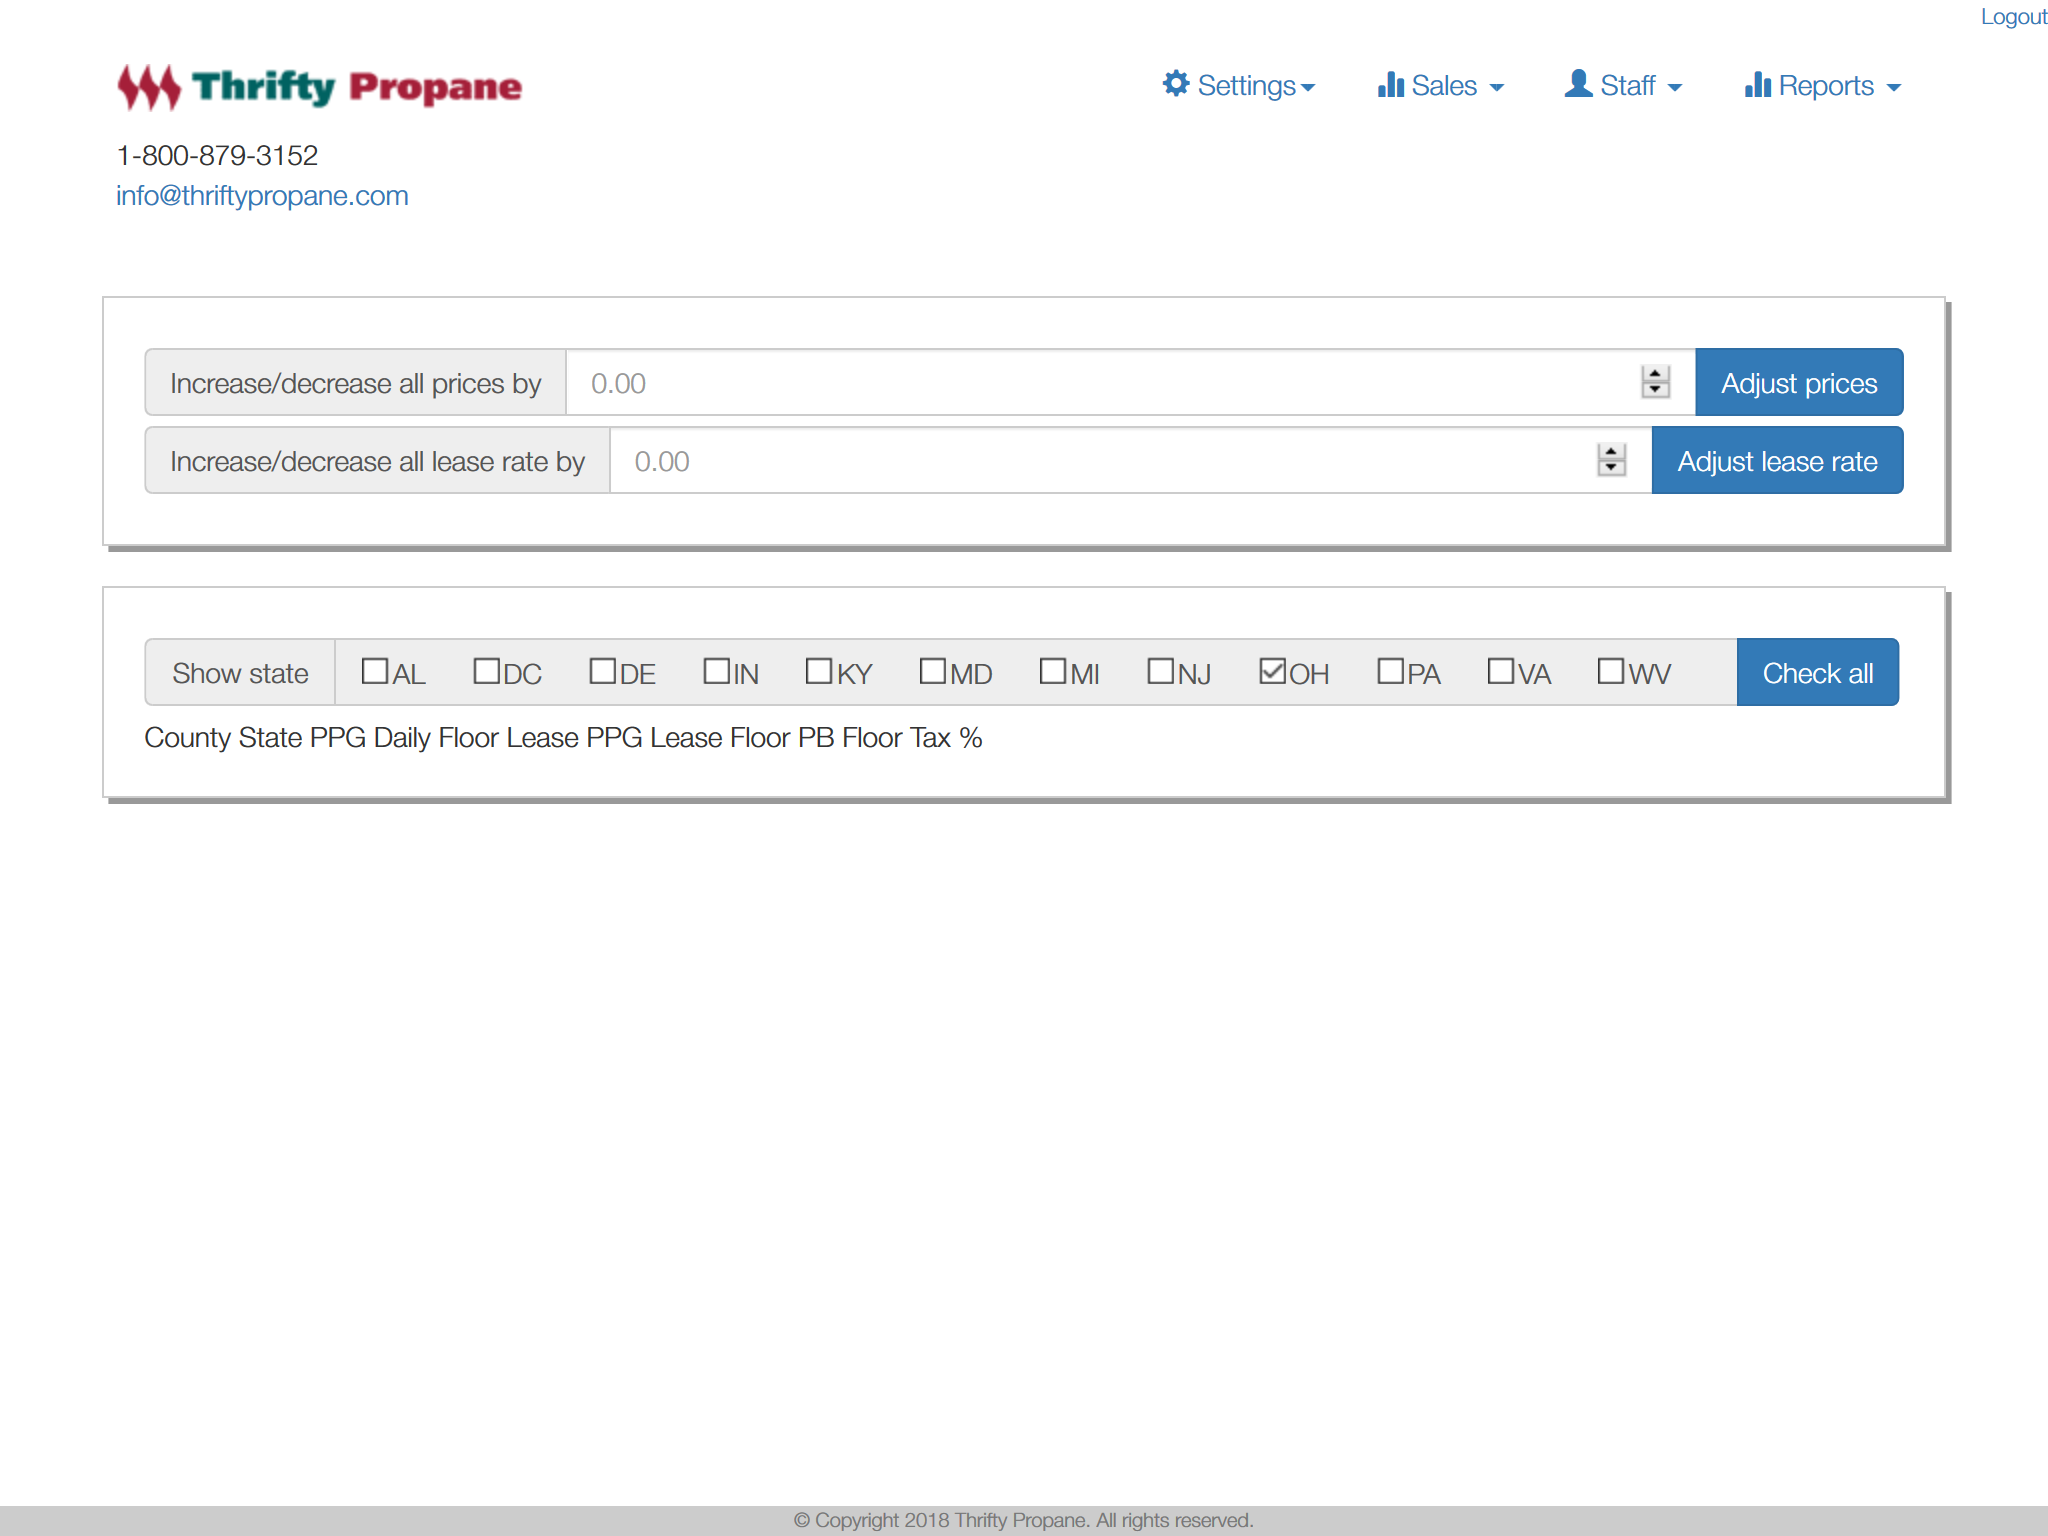 Logout
Thrifty Propane
Settings Sales Staff Reports
1-800-879-3152
info@thriftypropane.com
Increase/decrease all prices by 0.00 Adjust prices
Increase/decrease all lease rate by 0.00 Adjust lease rate
Show state AL DC DE IN KY MD MI NJ OH PA VA WV Check all
County State PPG Daily Floor Lease PPG Lease Floor PB Floor Tax %
© Copyright 2018 Thrifty Propane. All rights reserved.